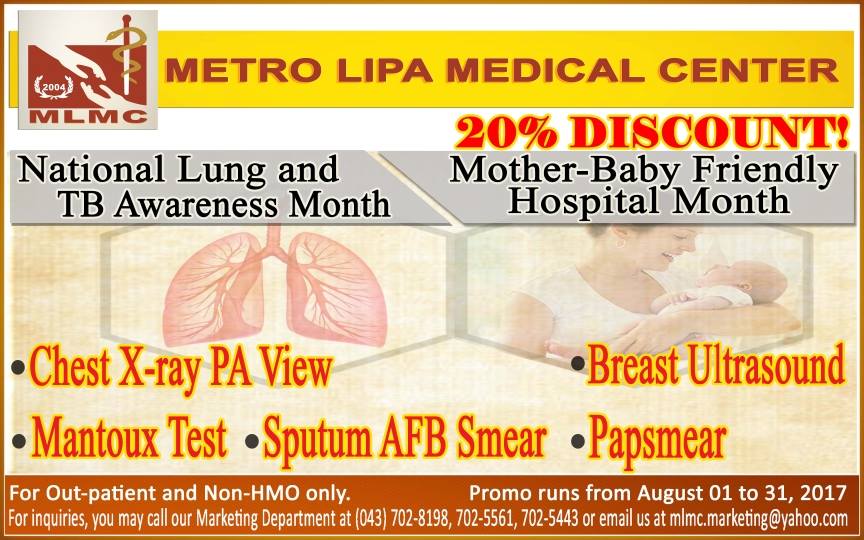 2004
MLMC
METRO LIPA MEDICAL CENTER
20% DISCOUNT!
National Lung and
TB Awareness Month
Mother-Baby Friendly
Hospital Month
•Chest X-ray PA View
•Mantoux Test •Sputum AFB Smear
•Breast Ultrasound
•Papsmear
For Out-patient and Non-HMO only.
Promo runs from August 01 to 31, 2017
For inquiries, you may call our Marketing Department at (043) 702-8198, 702-5561, 702-5443 or email us at mlmc.marketing@yahoo.com